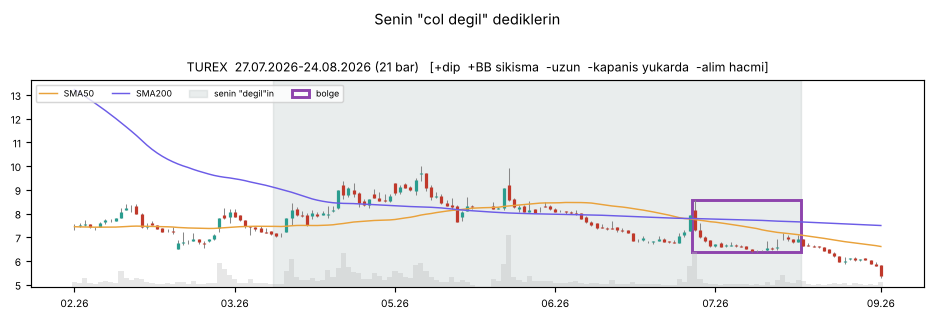 Senin "col degil" dediklerin
TUREX 27.07.2026-24.08.2026 (21 bar) [+dip +BB sikisma -uzun -kapanis yukarda -alim hacmi]
SMA50 SMA200 senin "degil"in bolge
13
12
11
10
9
8
7
6
5
02.26 03.26 05.26 06.26 07.26 09.26